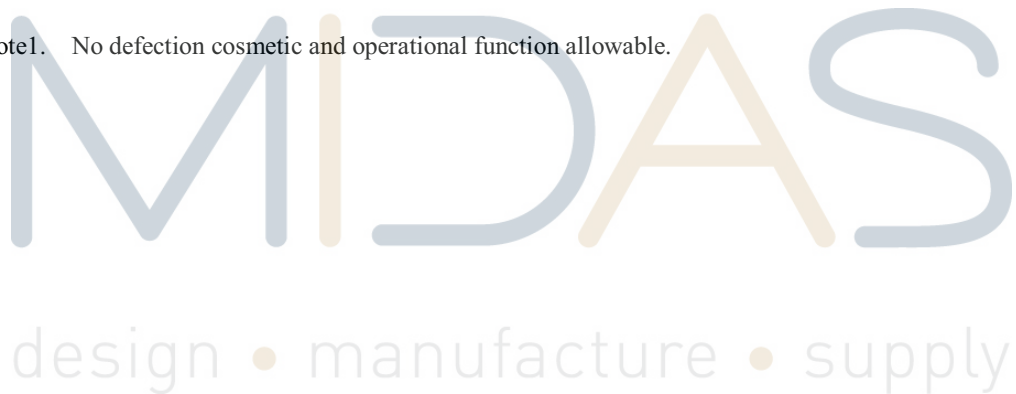 ote1. No defection cosmetic and operational function allowable.
MIDAS
design • manufacture • supply